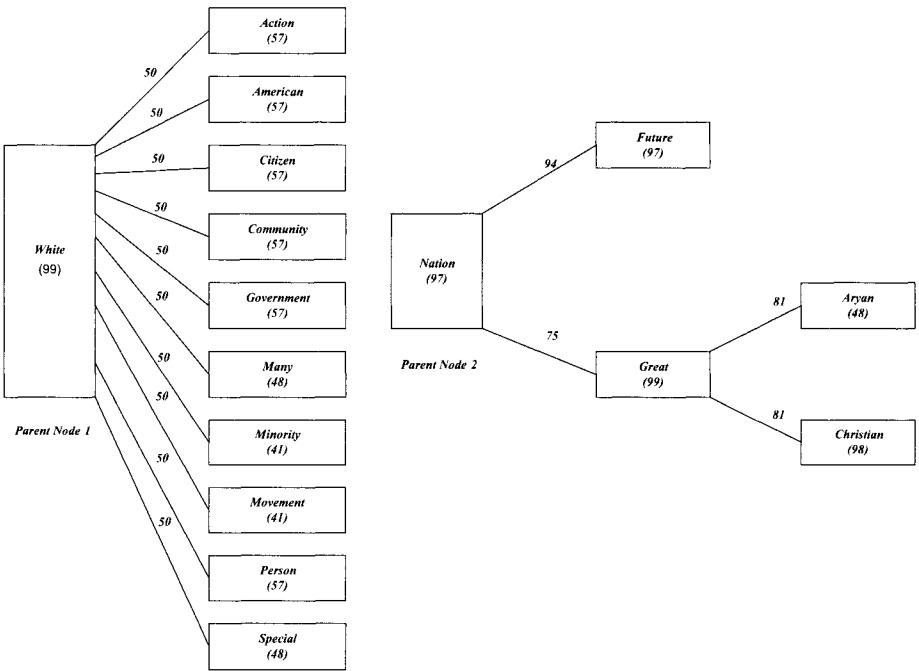 Action
(57)
50
American
(57)
50
Citizen
(57)
50
Community
(57)
50
Government
(57)
50
Many
(48)
50
Minority
(41)
50
Movement
(41)
50
Person
(57)
50
Special
(48)
50
White
(99)
Parent Node 1
Nation
(97)
Parent Node 2
94
Future
(97)
75
Great
(99)
81
Aryan
(48)
81
Christian
(98)